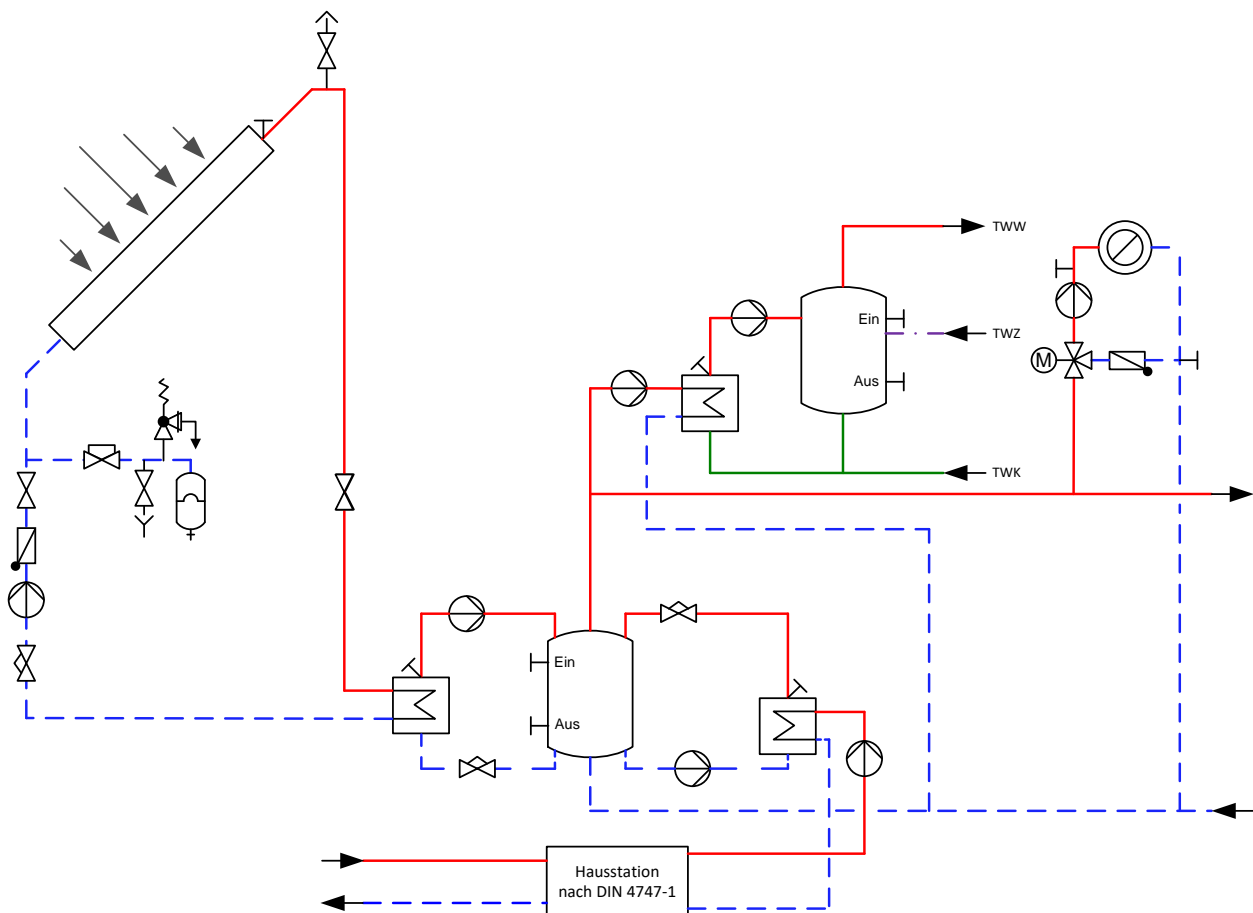 TWW
Ein
TWZ
M
Aus
TWK
Ein
Aus
Hausstation
nach DIN 4747-1